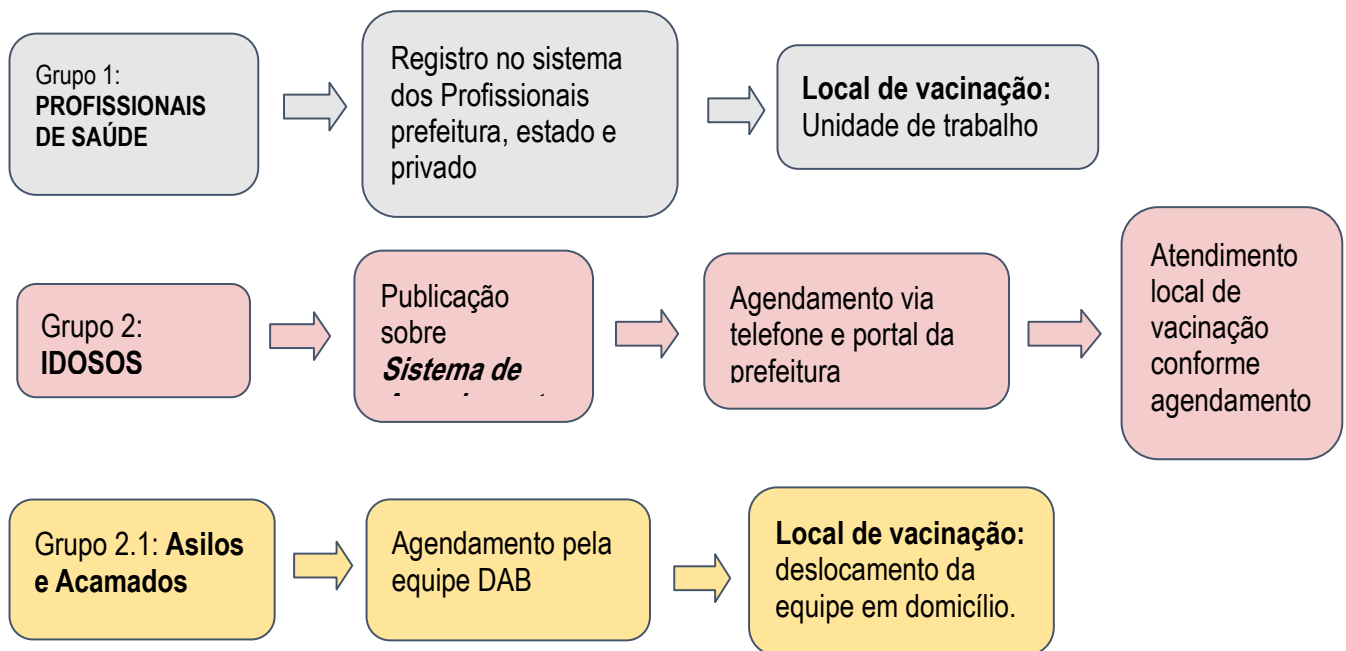 Grupo 1:
PROFISSIONAIS
DE SAÚDE
Registro no sistema
dos Profissionais
prefeitura, estado e
privado
Local de vacinação:
Unidade de trabalho
Grupo 2:
IDOSOS
Publicação
sobre
Sistema de
Agendamento via
telefone e portal da
prefeitura
Atendimento
local de
vacinação
conforme
agendamento
Grupo 2.1: Asilos
e Acamados
Agendamento pela
equipe DAB
Local de vacinação:
deslocamento da
equipe em domicílio.